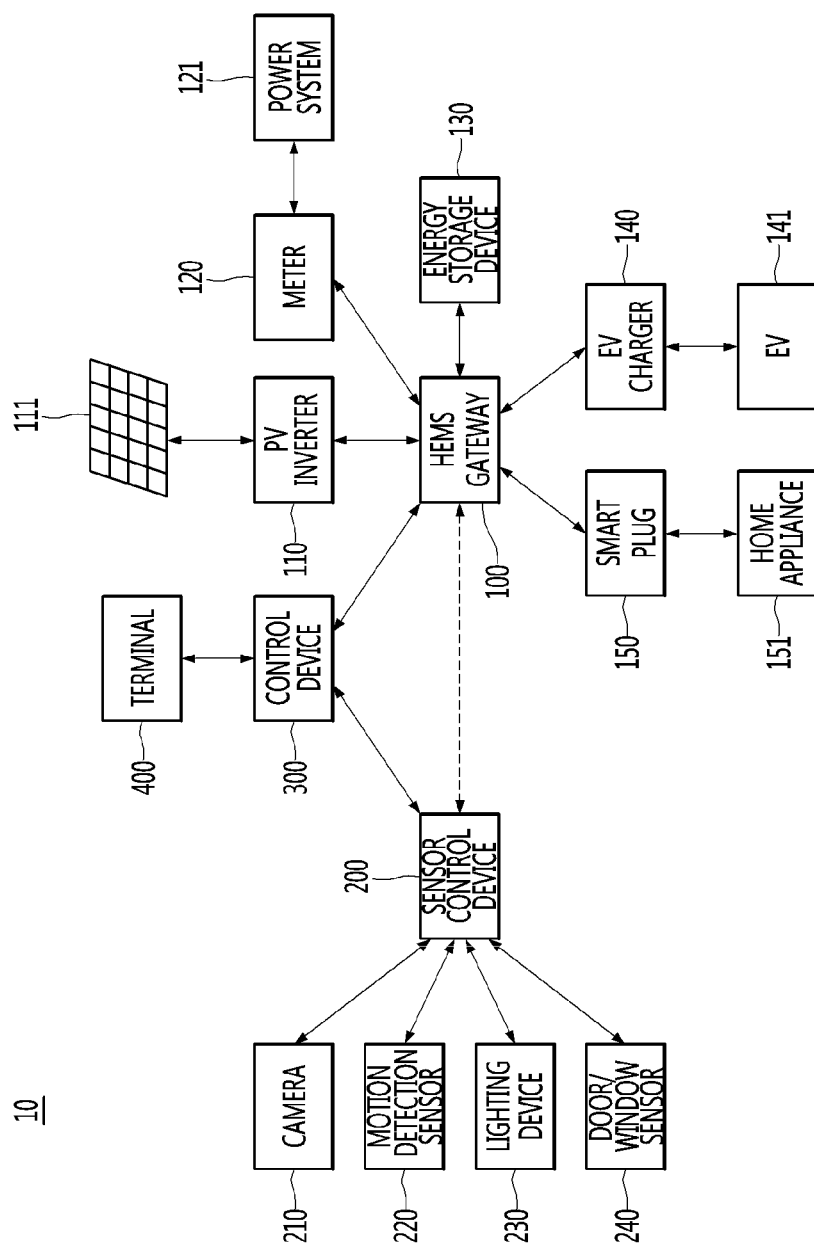 10
CAMERA
210
MOTION
DETECTION
SENSOR
220
LIGHTING
DEVICE
230
DOOR/
WINDOW
SENSOR
240
SENSOR
CONTROL
DEVICE
200
TERMINAL
400
CONTROL
DEVICE
300
111
PV
INVERTER
110
HEMS
GATEWAY
100
METER
120
POWER
SYSTEM
121
ENERGY
STORAGE
DEVICE
130
SMART
PLUG
150
HOME
APPLIANCE
151
EV
CHARGER
140
EV
141